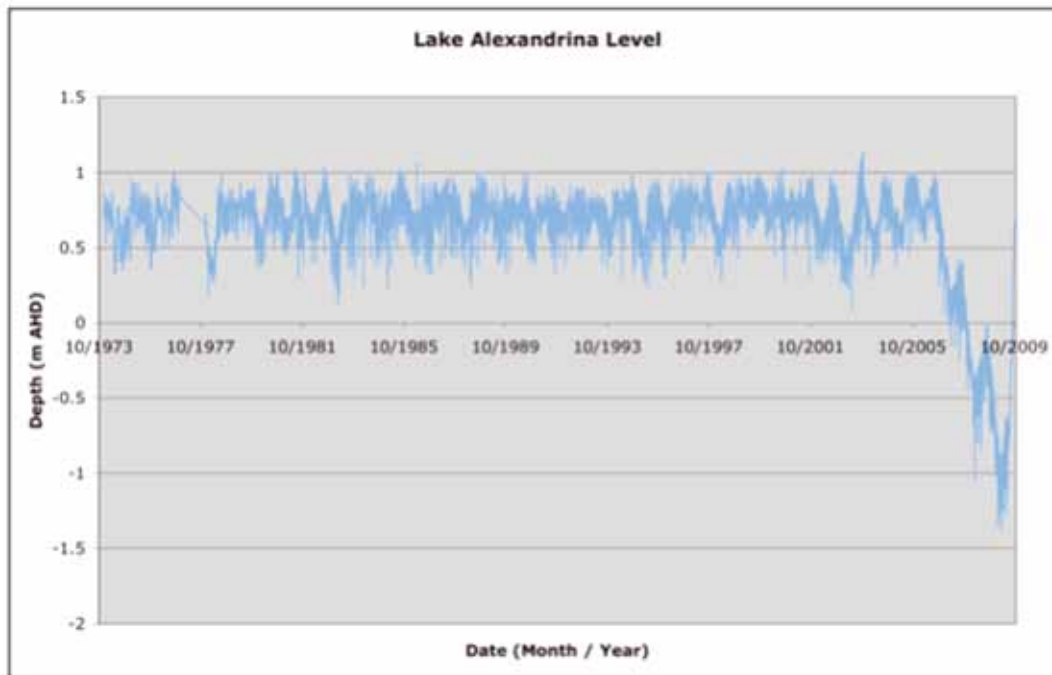 Lake Alexandrina Level
1.5
1
0.5
0
-0.5
-1
-1.5
-2
Depth (m AHD)
10/1973 10/1977 10/1981 10/1985 10/1989 10/1993 10/1997 10/2001 10/2005 10/2009
Date (Month / Year)